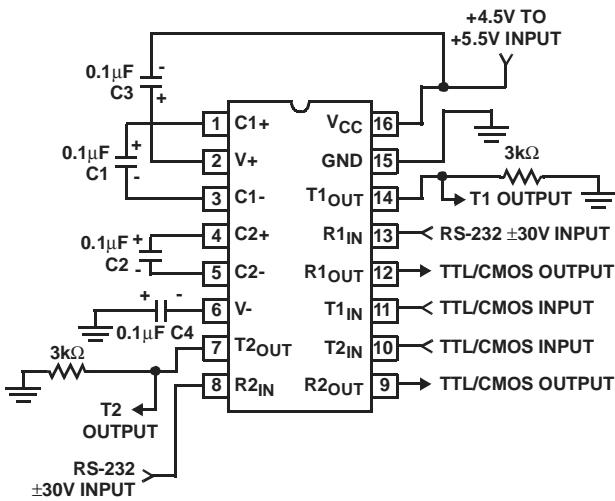 +4.5V TO
+5.5V INPUT
0.1μF
-
C3
+
1 C1+
VCC 16
0.1μF
+
C1
-
2 V+
GND 15
3kΩ
3 C1-
T1OUT 14
T1 OUTPUT
4 C2+
R1IN 13
RS-232 ±30V INPUT
0.1μF
+
C2
-
5 C2-
R1OUT 12
TTL/CMOS OUTPUT
+ -
0.1μF C4
6 V-
T1IN 11
TTL/CMOS INPUT
3kΩ
7 T2OUT
T2IN 10
TTL/CMOS INPUT
8 R2IN
R2OUT 9
TTL/CMOS OUTPUT
T2
OUTPUT
RS-232
±30V INPUT